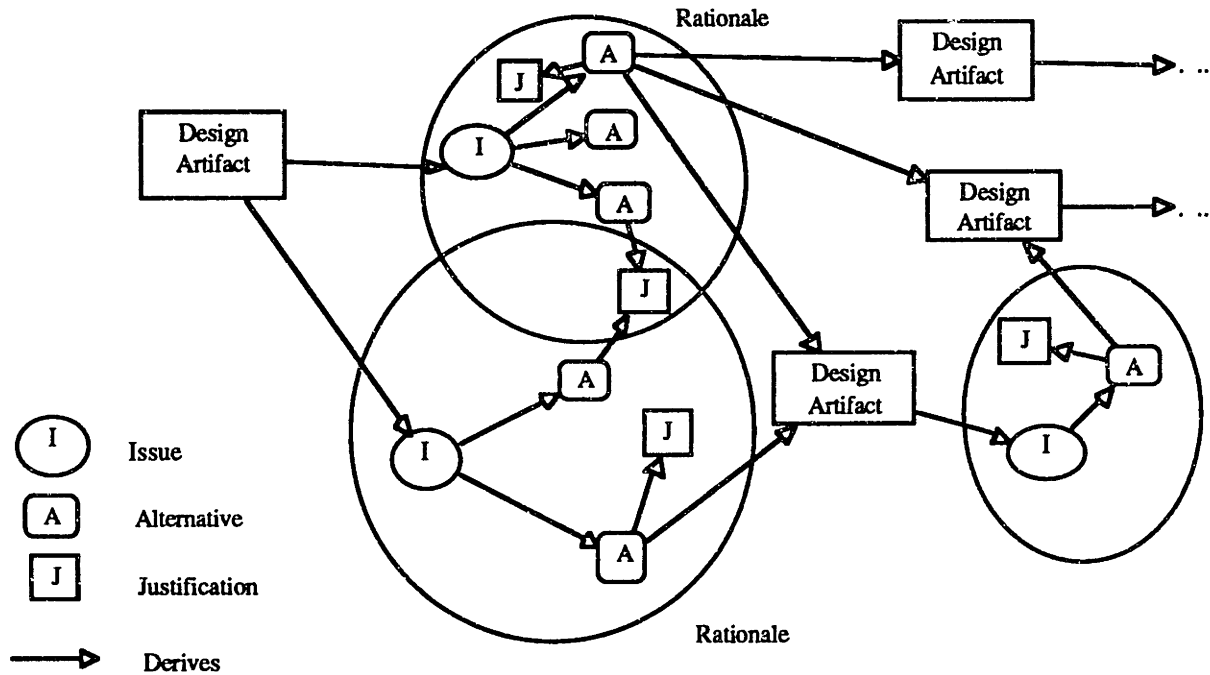 Rationale
A
Design
Artifact
. ..
J
A
Design
Artifact
I
A
Design
Artifact
. ..
J
J
A
Design
Artifact
A
J
I
Issue
I
I
A
Alternative
A
J
Justification
Rationale
Derives